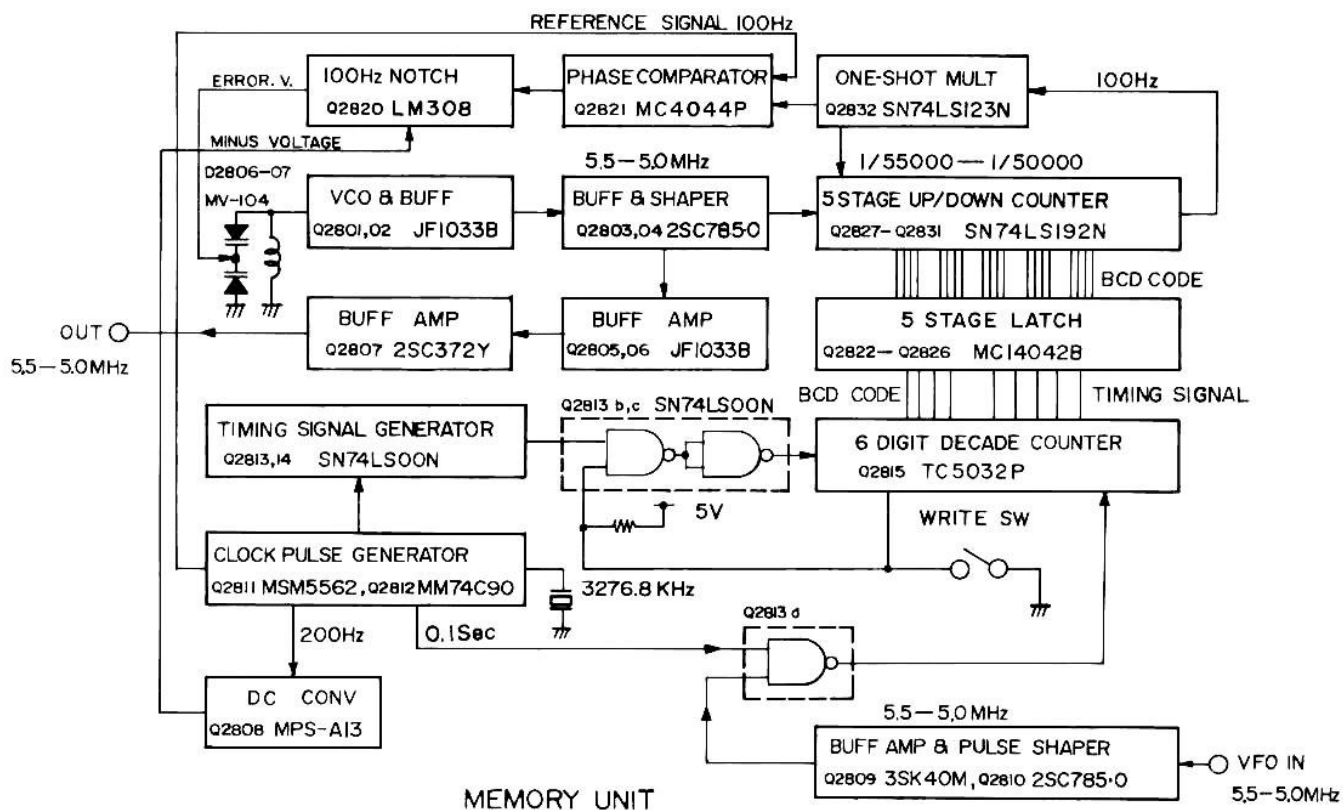 REFERENCE SIGNAL 100Hz
ERROR. V.
100Hz NOTCH
Q2820 LM308
PHASE COMPARATOR
Q2821 MC4044P
ONE-SHOT MULT
Q2832 SN74LS123N
100Hz
MINUS VOLTAGE
D2806-07
MV-104
5.5-5.0MHz
1/55000-1/50000
VCO & BUFF
Q2801,02 JF1033B
BUFF & SHAPER
Q2803,04 2SC785·O
5 STAGE UP/DOWN COUNTER
Q2827-Q2831 SN74LS192N
BCD CODE
OUT
5.5-5.0MHz
BUFF AMP
Q2807 2SC372Y
BUFF AMP
Q2805,06 JF1033B
5 STAGE LATCH
Q2822-Q2826 MC14042B
BCD CODE
TIMING SIGNAL
Q2813 b,c SN74LS00N
TIMING SIGNAL GENERATOR
Q2813,14 SN74LS00N
6 DIGIT DECADE COUNTER
Q2815 TC5032P
5V
WRITE SW
CLOCK PULSE GENERATOR
Q2811 MSM5562, Q2812 MM74C90
3276.8 KHz
200Hz
0.1Sec
Q2813 d
DC CONV
Q2808 MPS-A13
5.5-5.0MHz
BUFF AMP & PULSE SHAPER
Q2809 3SK40M, Q2810 2SC785·O
VFO IN
5.5-5.0MHz
MEMORY UNIT